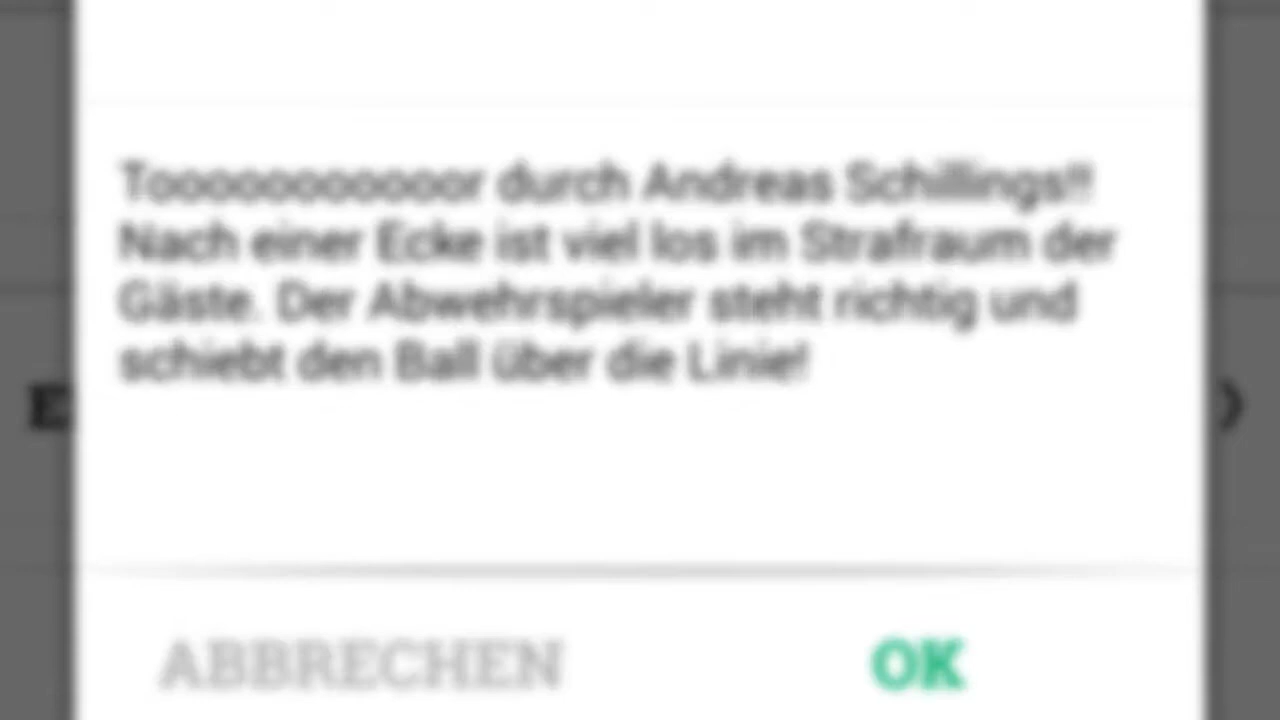 Toooooooooooor durch Andreas Schillings!!
Nach einer Ecke ist viel los im Strafraum der
Gäste. Der Abwehrspieler steht richtig und
schiebt den Ball über die Linie!
E
)
ABBRECHEN
OK